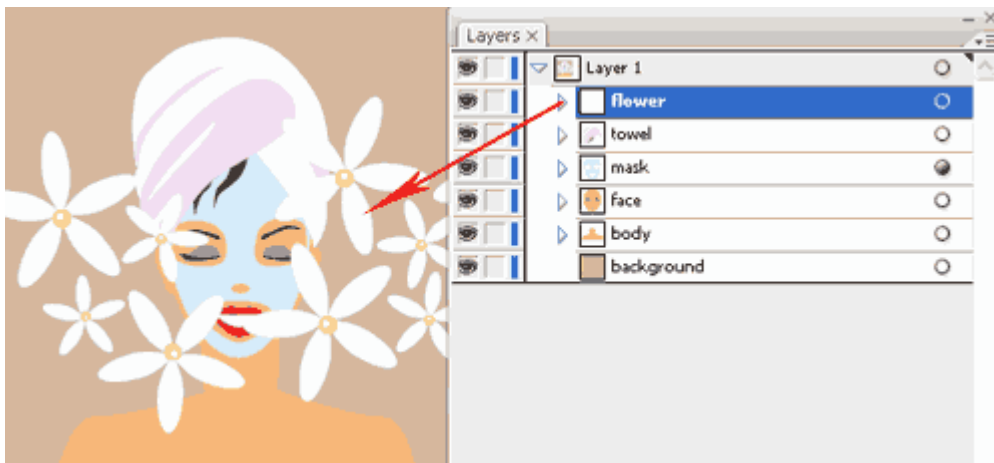 Layers
Layer 1
flower
towel
mask
face
body
background